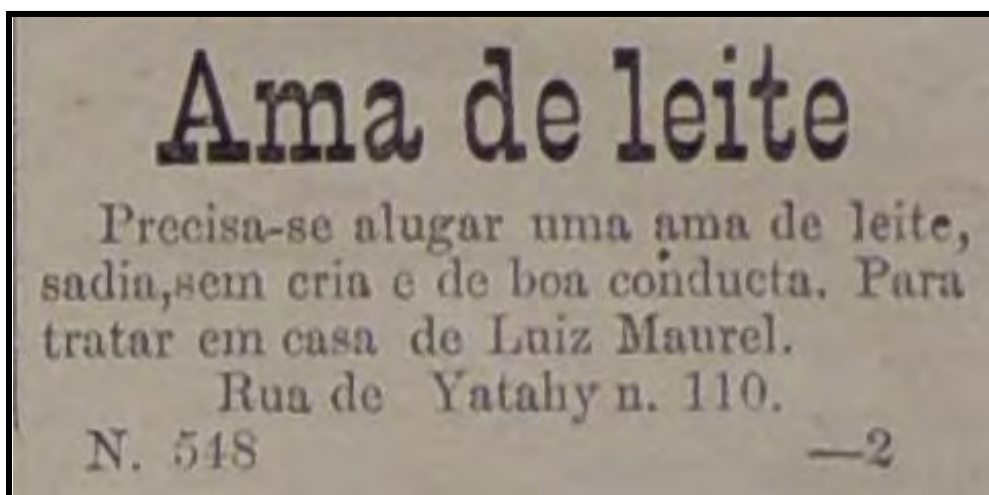 Ama de leite
Precisa-se alugar uma ama de leite,
sadia,sem cria e de boa conducta. Para
tratar em casa de Luiz Maurel.
Rua de Yatahy n. 110.
N. 548 —2